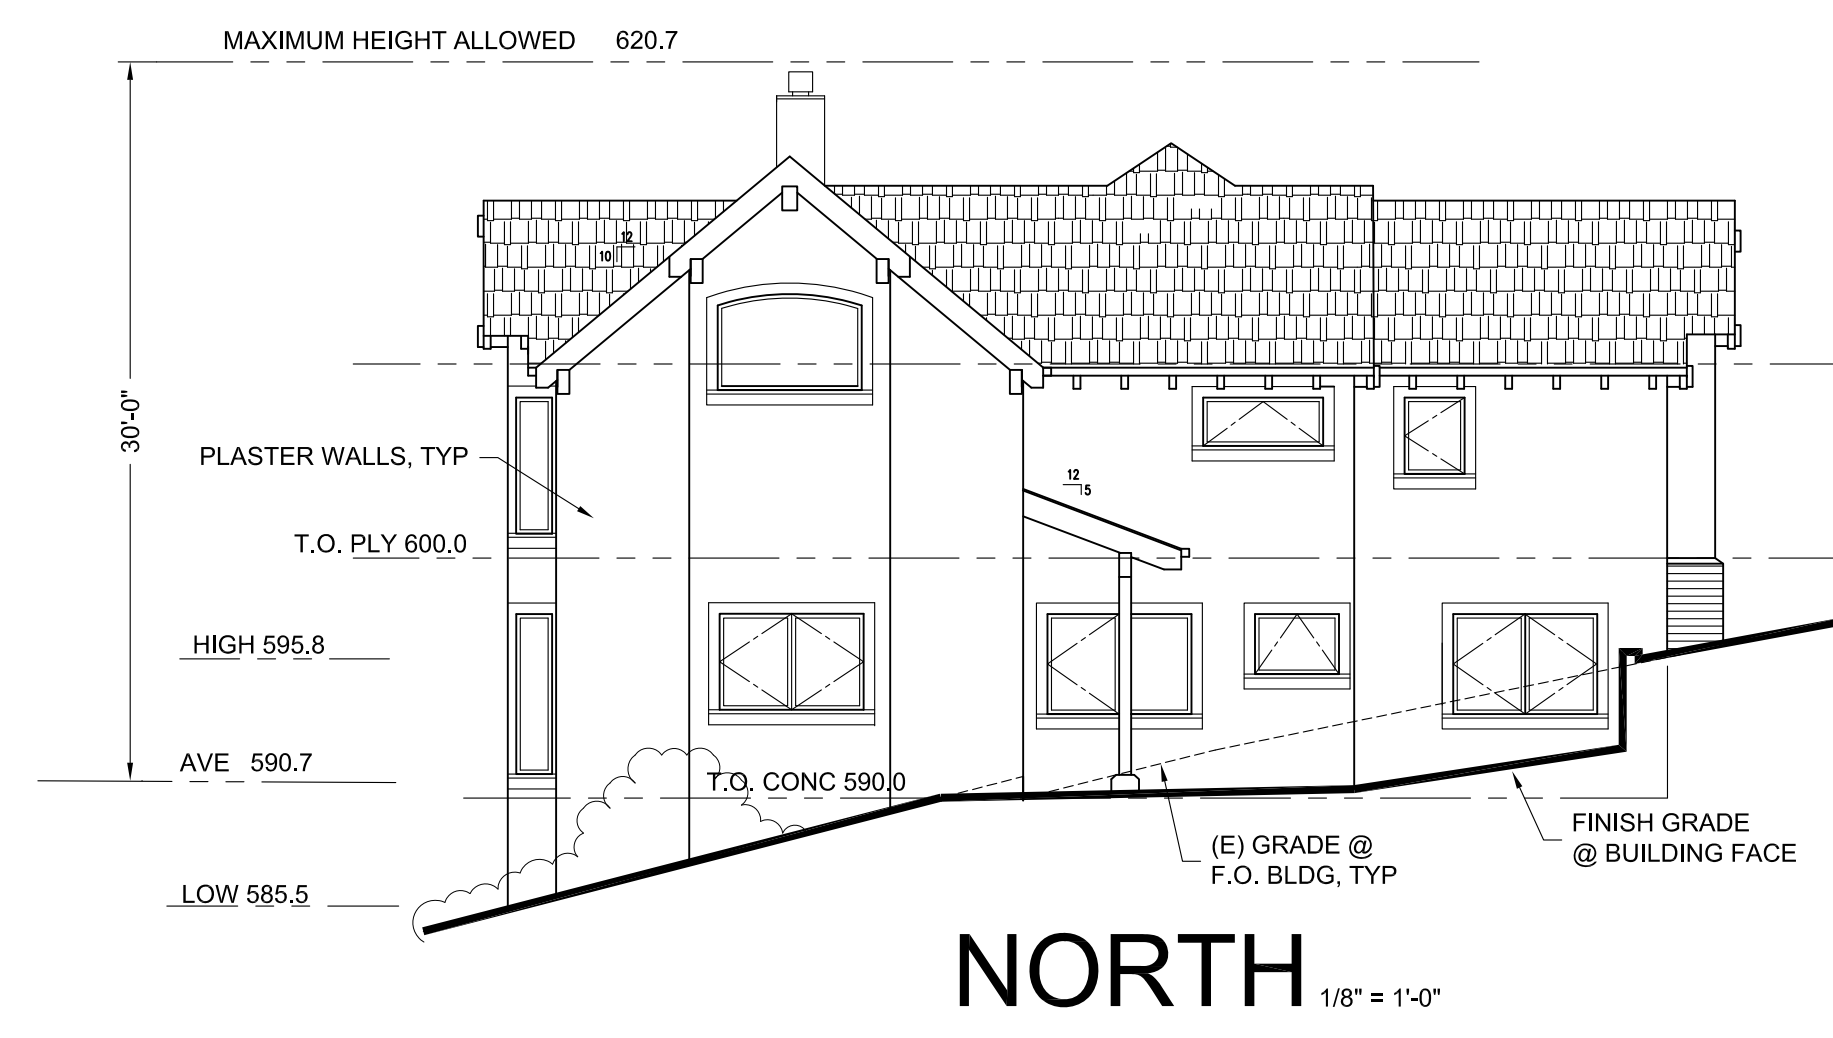 MAXIMUM HEIGHT ALLOWED 620.7
12
10
30'-0"
PLASTER WALLS, TYP
12
5
T.O. PLY 600.0
HIGH 595.8
AVE 590.7
T.O. CONC 590.0
LOW 585.5
(E) GRADE @
F.O. BLDG, TYP
FINISH GRADE
@ BUILDING FACE
NORTH 1/8" = 1'-0"